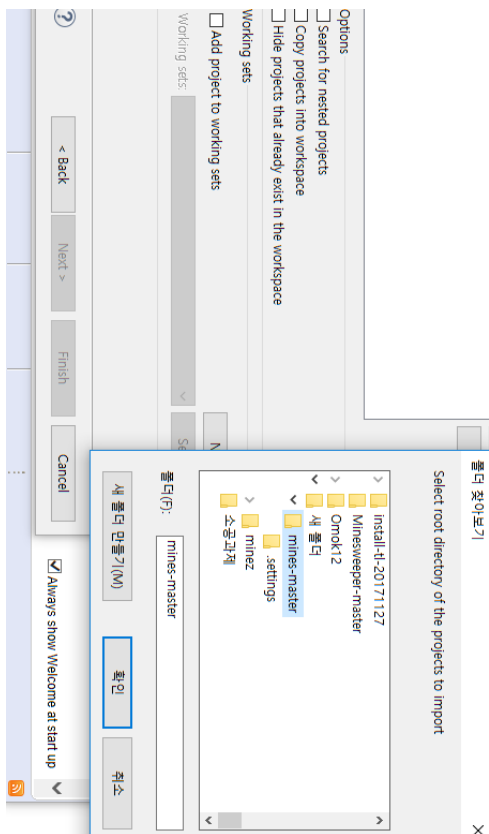 Options
Search for nested projects
Copy projects into workspace
Hide projects that already exist in the workspace
Working sets
Add project to working sets
N
Working sets:
Se
?
< Back
Next >
Finish
Cancel
Always show Welcome at start up
폴더 찾아보기
Select root directory of the projects to import
install-tl-20171127
Minesweeper-master
Omok12
새 폴더
mines-master
.settings
minez
소공과제
폴더(F):
mines-master
새 폴더 만들기(M)
확인
취소